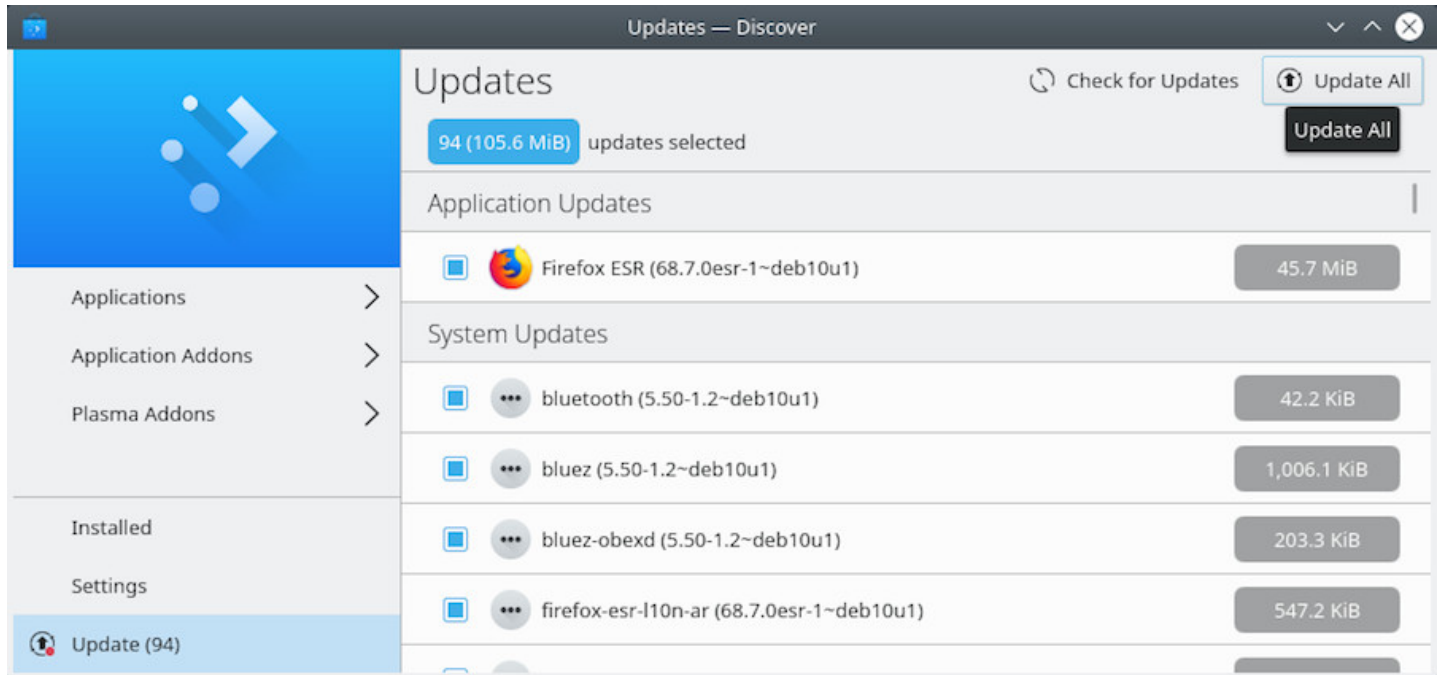 Updates — Discover
Updates
Check for Updates
Update All
Update All
94 (105.6 MiB) updates selected
Application Updates
Firefox ESR (68.7.0esr-1~deb10u1)
45.7 MiB
System Updates
bluetooth (5.50-1.2~deb10u1)
42.2 KiB
bluez (5.50-1.2~deb10u1)
1,006.1 KiB
bluez-obexd (5.50-1.2~deb10u1)
203.3 KiB
firefox-esr-l10n-ar (68.7.0esr-1~deb10u1)
547.2 KiB
Applications
Application Addons
Plasma Addons
Installed
Settings
Update (94)